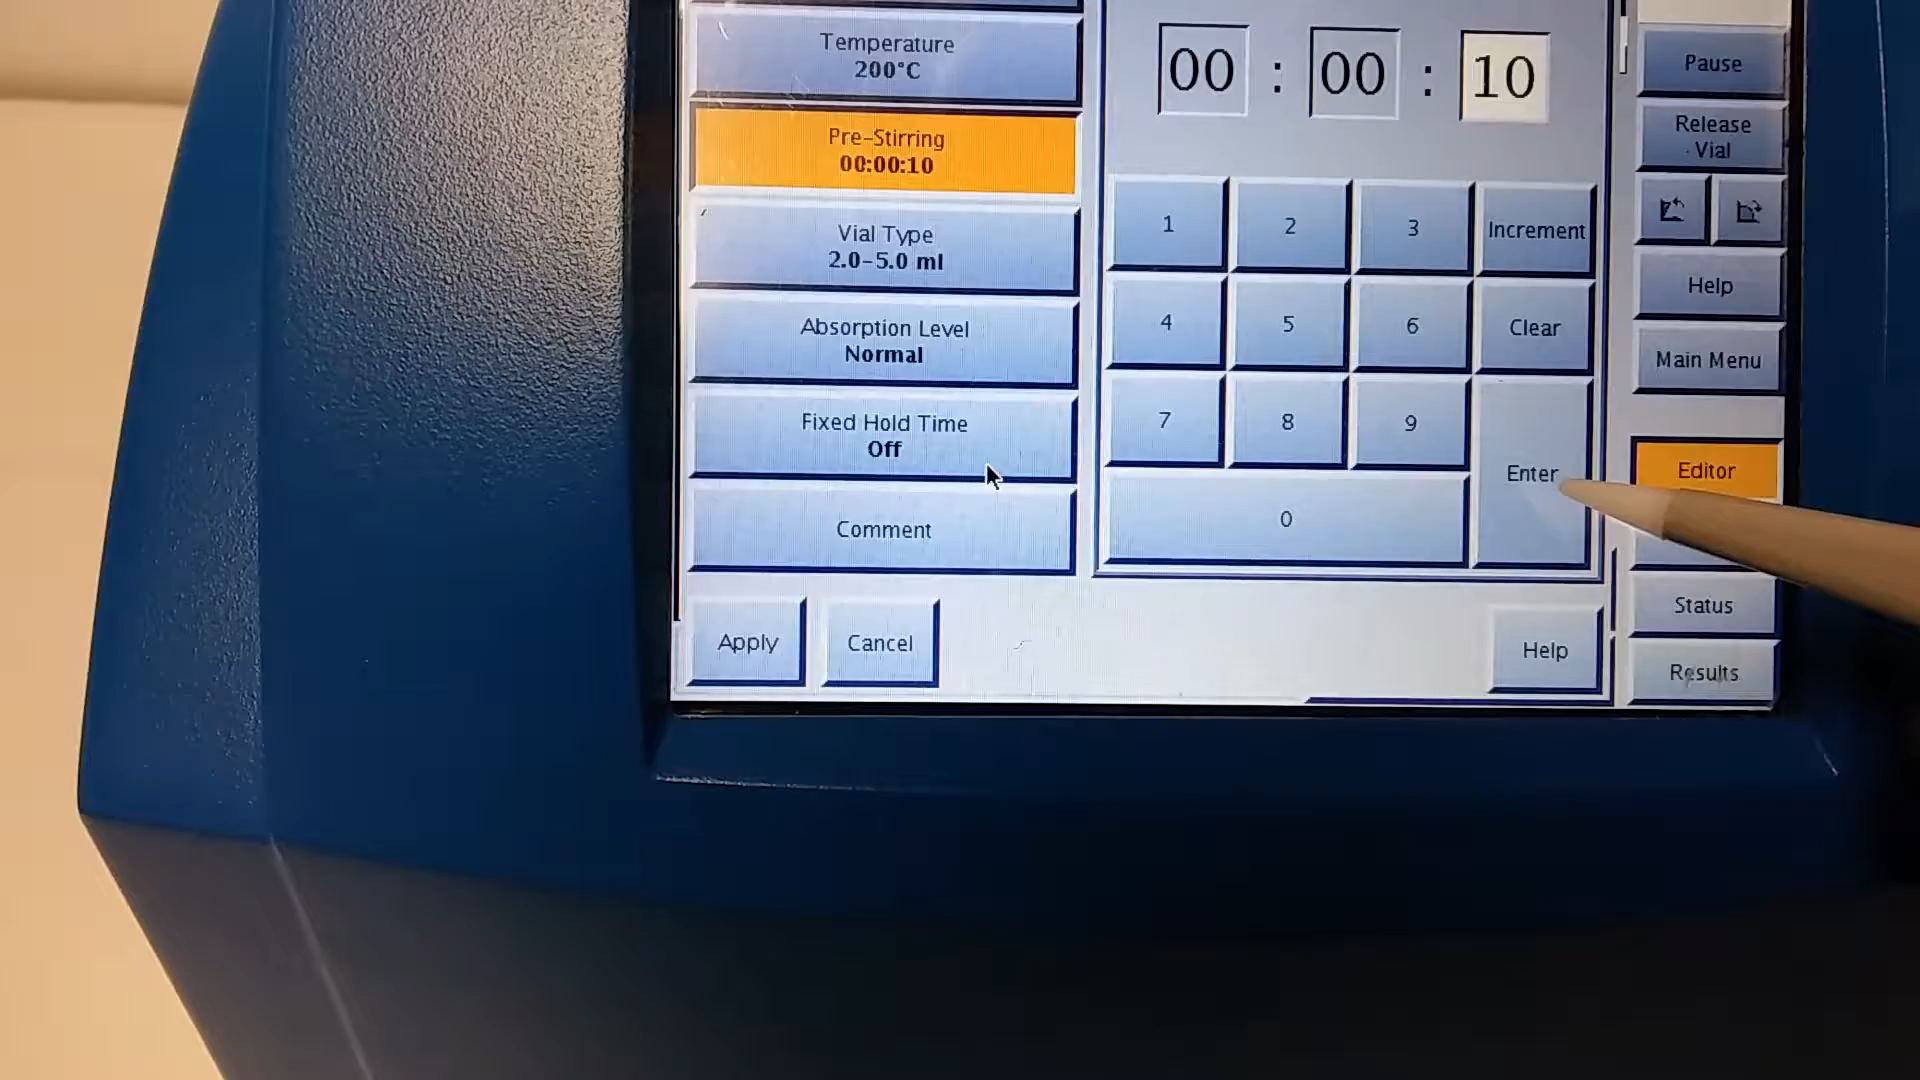 Temperature
200°C
Pre-Stirring
00:00:10
Vial Type
2.0-5.0 ml
Absorption Level
Normal
Fixed Hold Time
Off
Comment
Apply
Cancel
00 : 00 : 10
1
2
3
Increment
4
5
6
Clear
7
8
9
Enter
0
Help
Pause
Release
Vial
Help
Main Menu
Editor
Status
Results